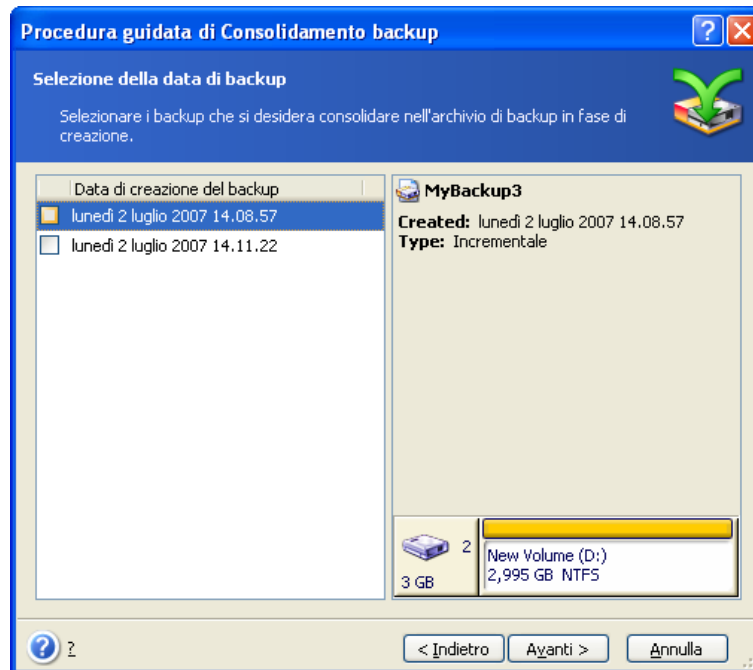 Procedura guidata di Consolidamento backup
?
Selezione della data di backup
Selezionare i backup che si desidera consolidare nell'archivio di backup in fase di
creazione.
Data di creazione del backup
lunedì 2 luglio 2007 14.08.57
lunedì 2 luglio 2007 14.11.22
MyBackup3
Created: lunedì 2 luglio 2007 14.08.57
Type: Incrementale
2
3 GB
New Volume (D:)
2,995 GB NTFS
? ?
< Indietro
Avanti >
Annulla